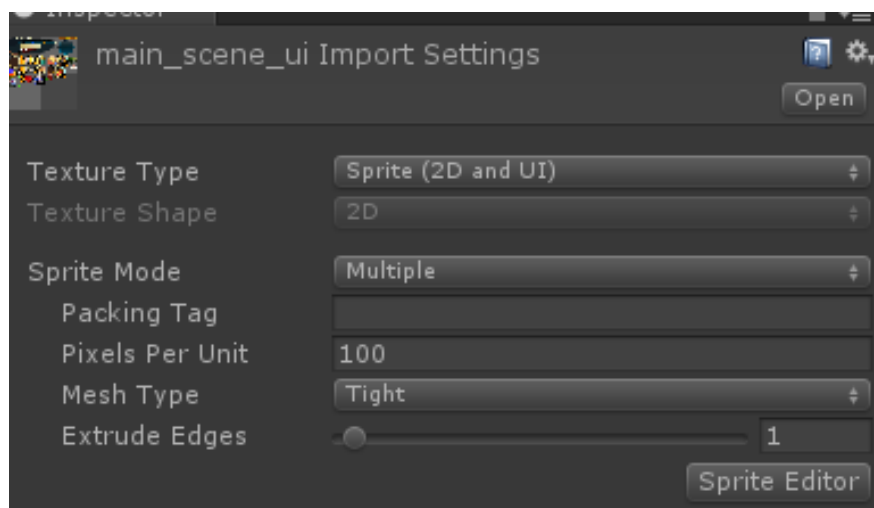 Inspector
main_scene_ui Import Settings
Open
Texture Type Sprite (2D and UI)
Texture Shape 2D
Sprite Mode Multiple
Packing Tag
Pixels Per Unit 100
Mesh Type Tight
Extrude Edges 1
Sprite Editor